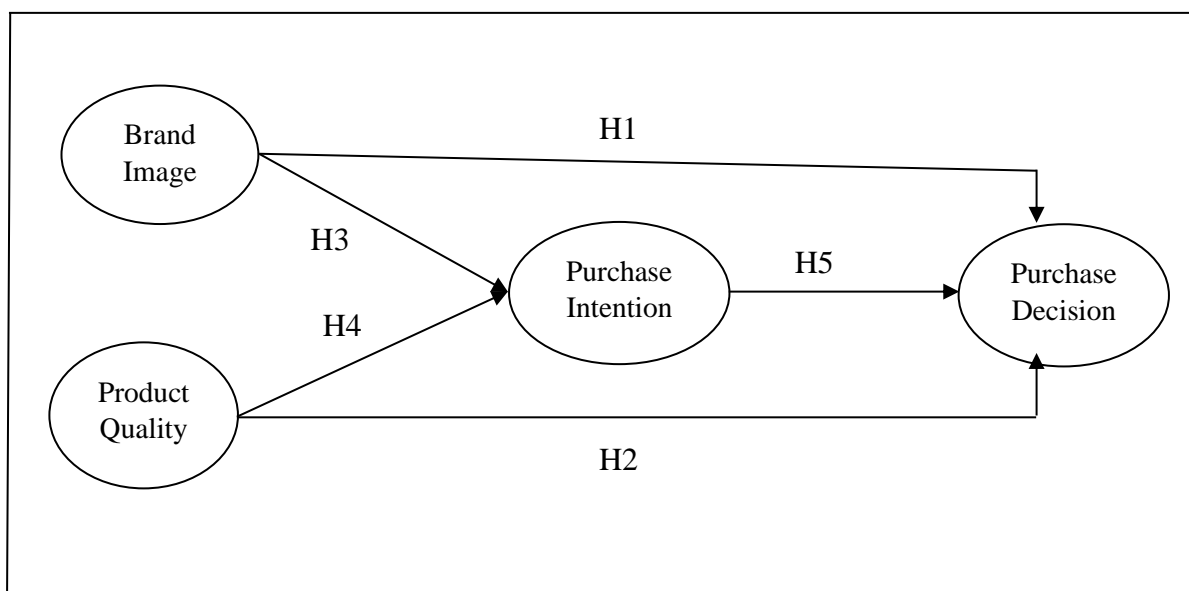 H1
Brand
Image
H3
Purchase
Intention
H5
Purchase
Decision
H4
Product
Quality
H2